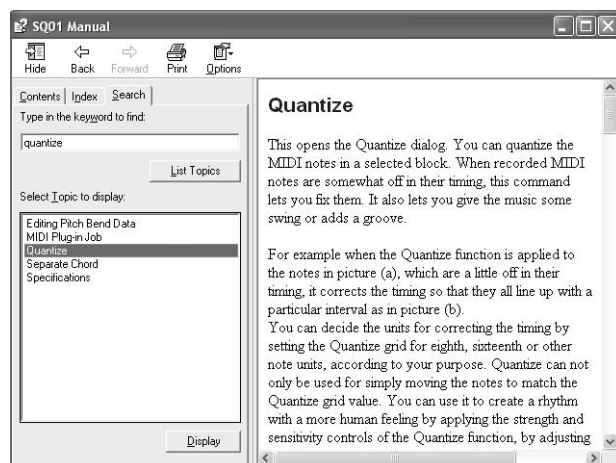 SQ01 Manual
Hide Back Forward Print Options
Contents Index Search
Type in the keyword to find:
quantize
List Topics
Select Topic to display:
Editing Pitch Bend Data
MIDI Plug-in Job
Quantize
Separate Chord
Specifications
Display
Quantize
This opens the Quantize dialog. You can quantize the
MIDI notes in a selected block. When recorded MIDI
notes are somewhat off in their timing, this command
lets you fix them. It also lets you give the music some
swing or adds a groove.
For example when the Quantize function is applied to
the notes in picture (a), which are a little off in their
timing, it corrects the timing so that they all line up with a
particular interval as in picture (b).
You can decide the units for correcting the timing by
setting the Quantize grid for eighth, sixteenth or other
note units, according to your purpose. Quantize can not
only be used for simply moving the notes to match the
Quantize grid value. You can use it to create a rhythm
with a more human feeling by applying the strength and
sensitivity controls of the Quantize function, by adjusting